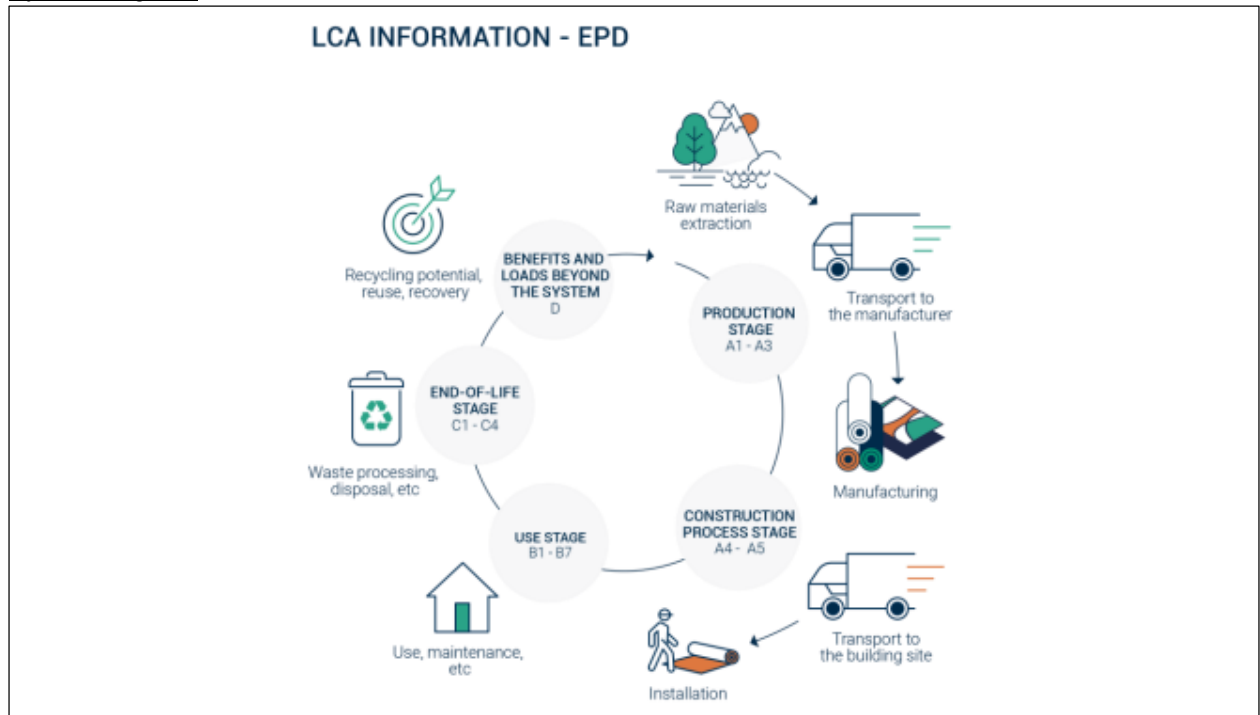 LCA INFORMATION - EPD
Raw materials
extraction
Transport to
the manufacturer
Manufacturing
PRODUCTION
STAGE
A1 - A3
CONSTRUCTION
PROCESS STAGE
A4 - A5
Transport to
the building site
Installation
USE STAGE
B1 - B7
Use, maintenance,
etc
END-OF-LIFE
STAGE
C1 - C4
Waste processing,
disposal, etc
BENEFITS AND
LOADS BEYOND
THE SYSTEM
D
Recycling potential,
reuse, recovery